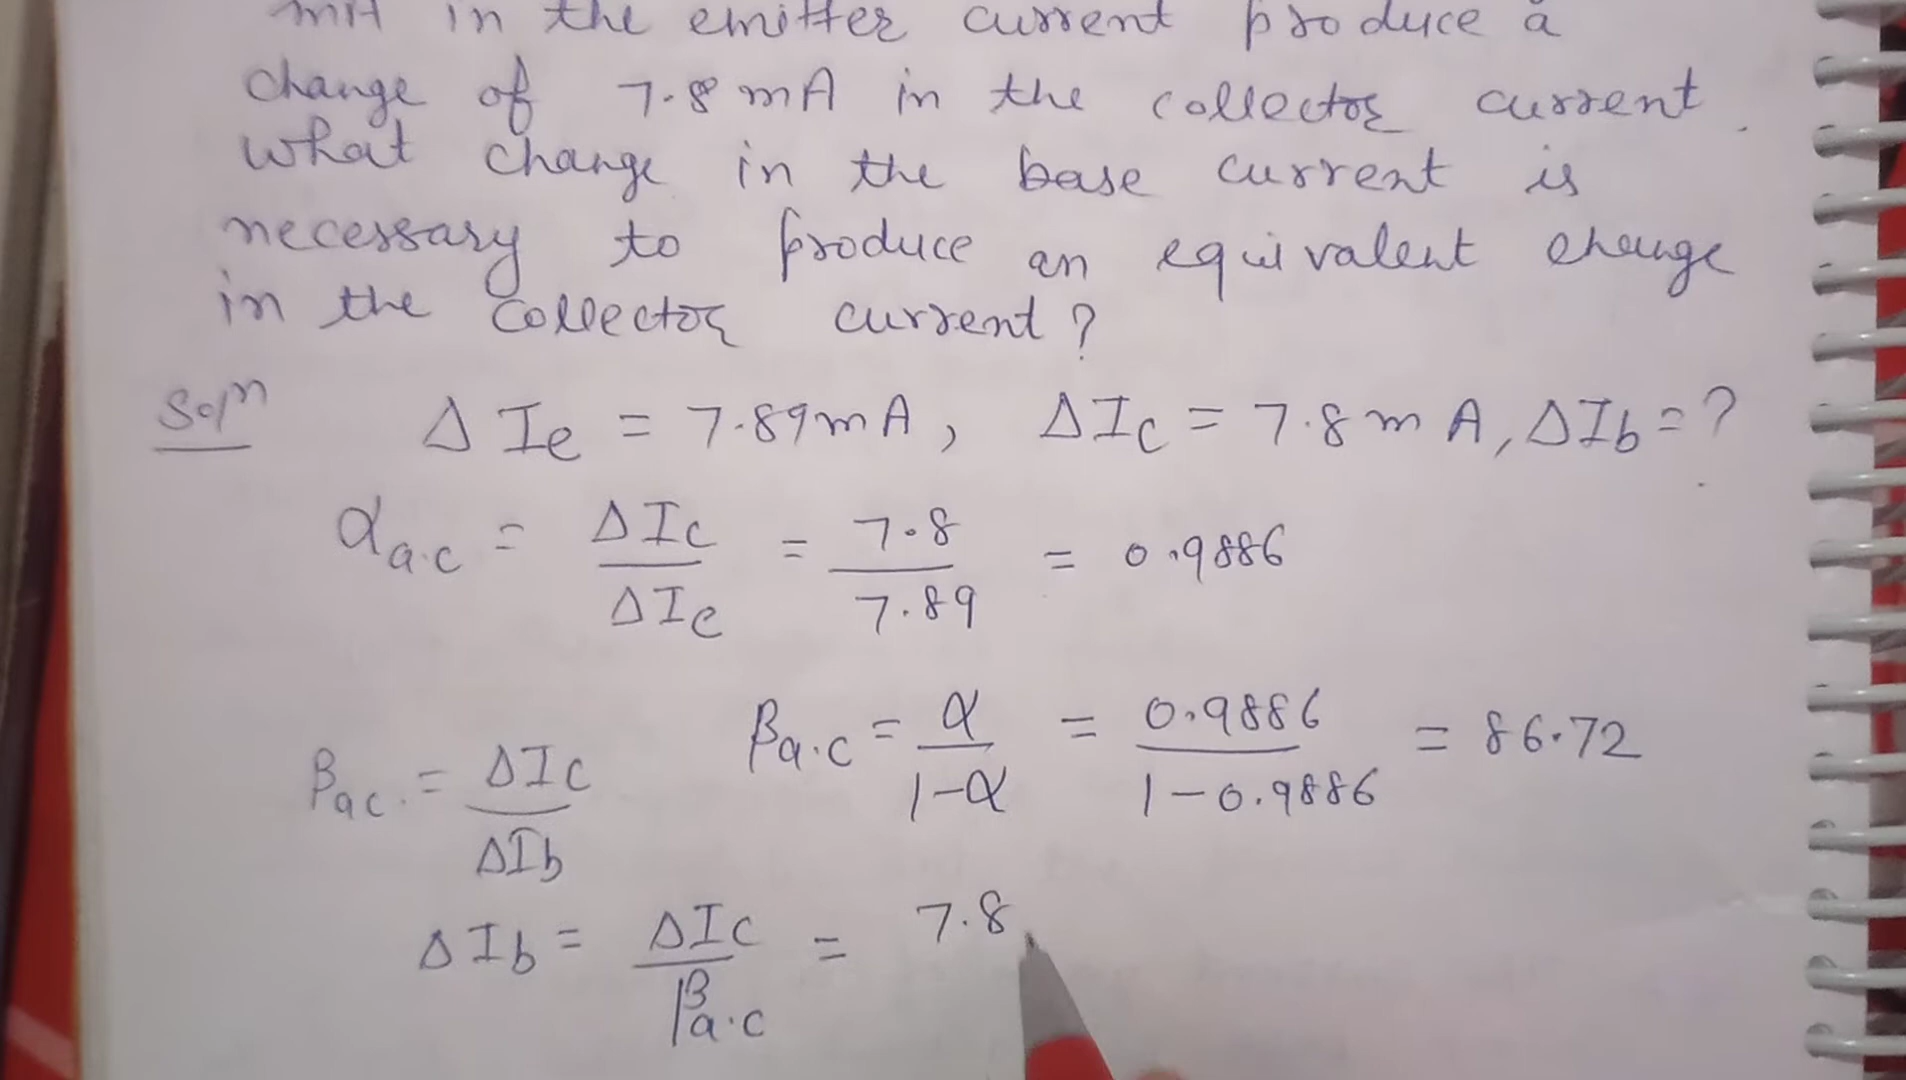 in the emitter current produce a
change of 7.8 mA in the collector current.
What change in the base current is
necessary to produce an equivalent change
in the collector current?
Solⁿ ΔIe = 7.89mA, ΔIc = 7.8 mA, ΔIb = ?
αa.c = ΔIc / ΔIe = 7.8 / 7.89 = 0.9886
βa.c = α / 1-α = 0.9886 / 1-0.9886 = 86.72
βac. = ΔIc / ΔIb
ΔIb = ΔIc / βa.c = 7.8